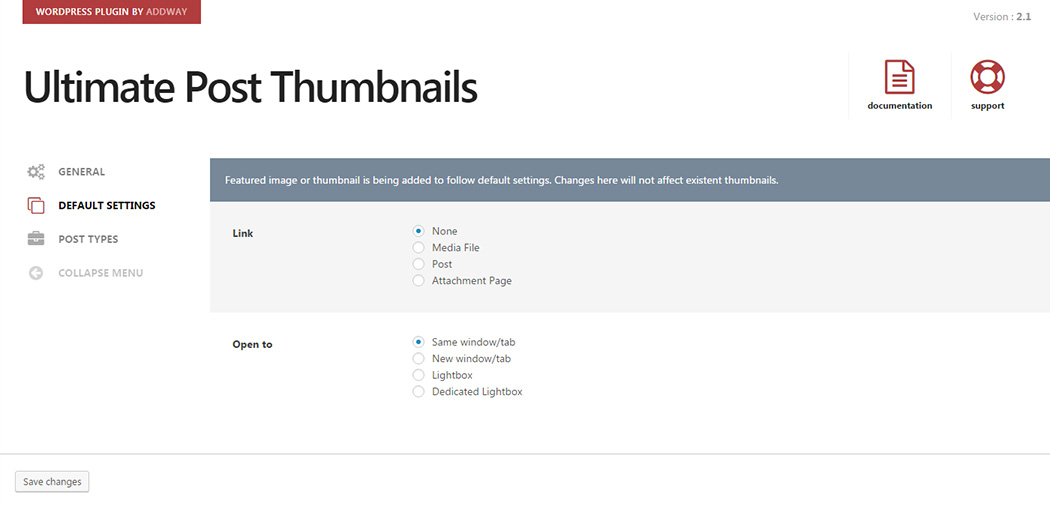 WORDPRESS PLUGIN BY ADDWAY
Version : 2.1
Ultimate Post Thumbnails
documentation
support
GENERAL
DEFAULT SETTINGS
POST TYPES
COLLAPSE MENU
Featured image or thumbnail is being added to follow default settings. Changes here will not affect existent thumbnails.
Link
None
Media File
Post
Attachment Page
Open to
Same window/tab
New window/tab
Lightbox
Dedicated Lightbox
Save changes